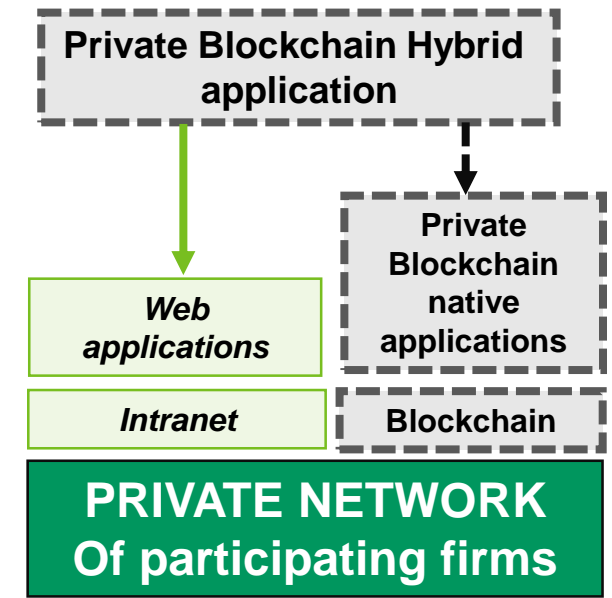 Private Blockchain Hybrid
application
Private
Blockchain
native
applications
Web
applications
Intranet
Blockchain
PRIVATE NETWORK
Of participating firms